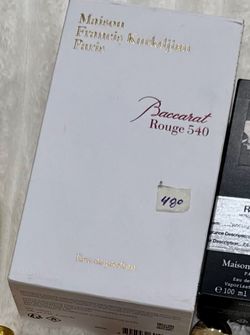 Maison
Francis Kurkdjian
Paris
Baccarat
Rouge 540
480
Eau de parfum
Maison
100 ml